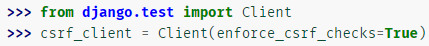 >>> from django.test import Client
>>> csrf_client = Client(enforce_csrf_checks=True)